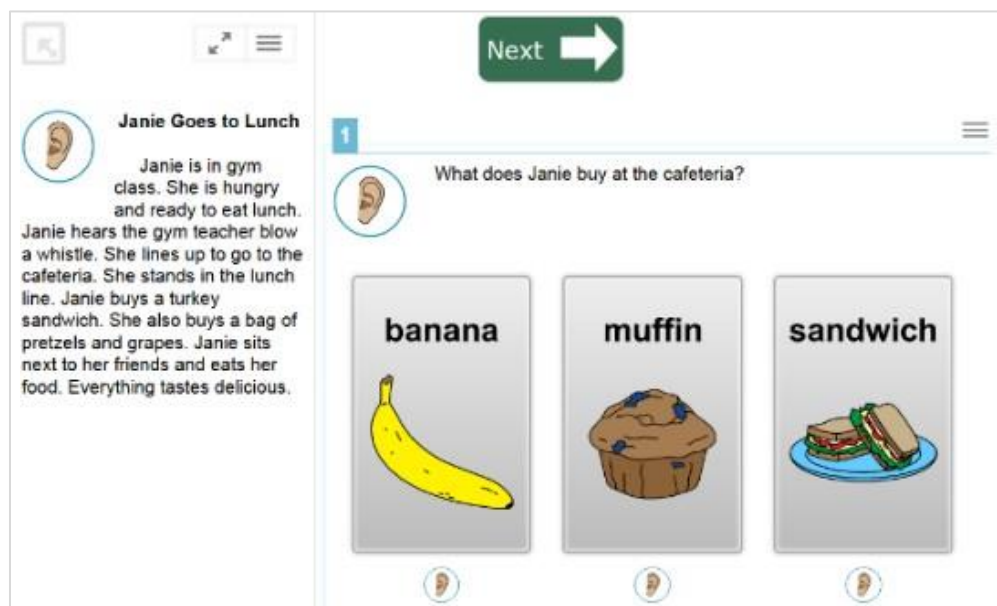 Next
Janie Goes to Lunch
Janie is in gym
class. She is hungry
and ready to eat lunch.
Janie hears the gym teacher blow
a whistle. She lines up to go to the
cafeteria. She stands in the lunch
line. Janie buys a turkey
sandwich. She also buys a bag of
pretzels and grapes. Janie sits
next to her friends and eats her
food. Everything tastes delicious.
1
What does Janie buy at the cafeteria?
banana
muffin
sandwich